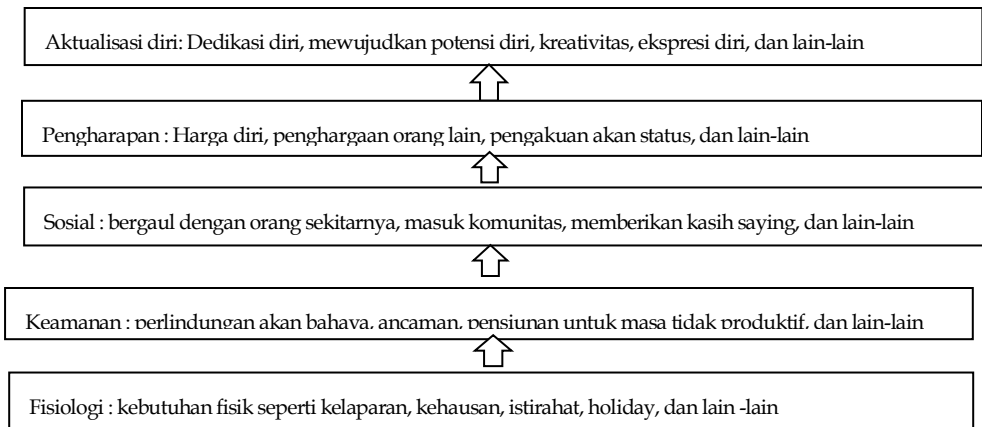 Aktualisasi diri: Dedikasi diri, mewujudkan potensi diri, kreativitas, ekspresi diri, dan lain-lain
Pengharapan : Harga diri, penghargaan orang lain, pengakuan akan status, dan lain-lain
Sosial : bergaul dengan orang sekitarnya, masuk komunitas, memberikan kasih saying, dan lain-lain
Keamanan : perlindungan akan bahaya, ancaman, pensiunan untuk masa tidak produktif, dan lain-lain
Fisiologi : kebutuhan fisik seperti kelaparan, kehausan, istirahat, holiday, dan lain -lain